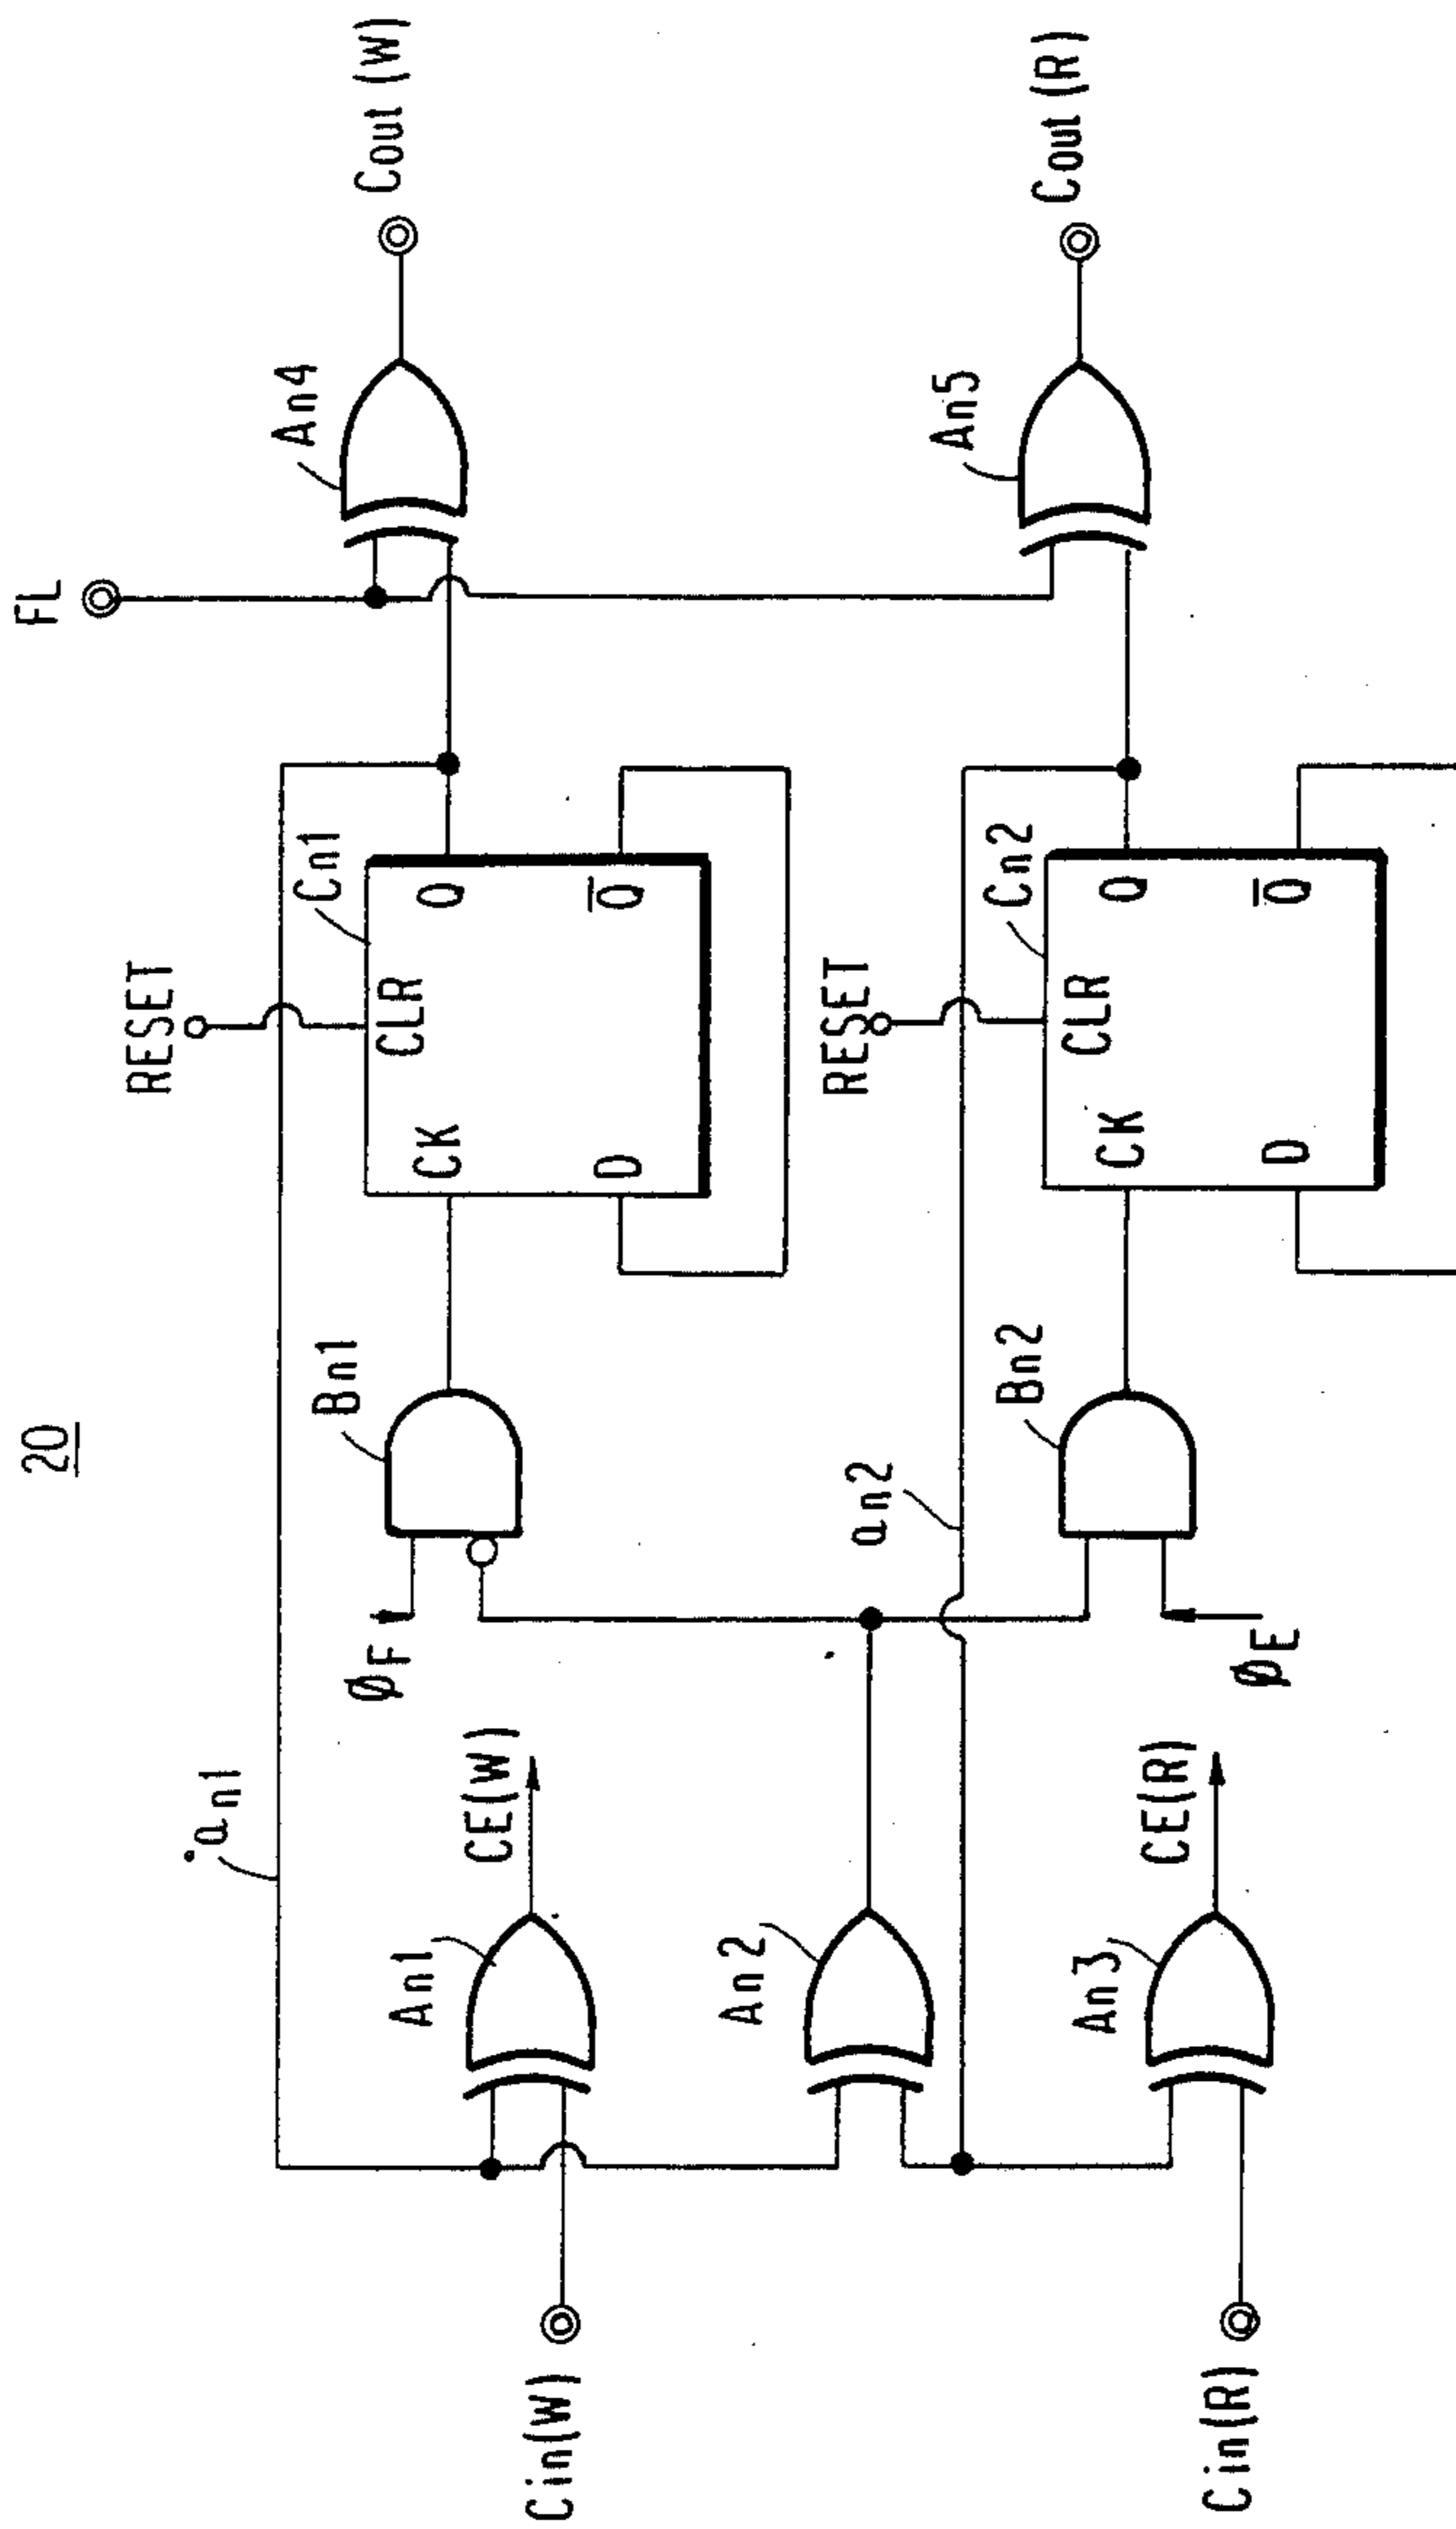 20
FL
RESET
an1
An4
Cout (W)
Cn1
CK
CLR
Q
Q̅
D
Bn1
ØF
An1
CE(W)
Cin(W)
An2
an2
RESET
Cn2
CK
CLR
Q
Q̅
D
An5
Cout (R)
Bn2
ØE
An3
CE(R)
Cin(R)